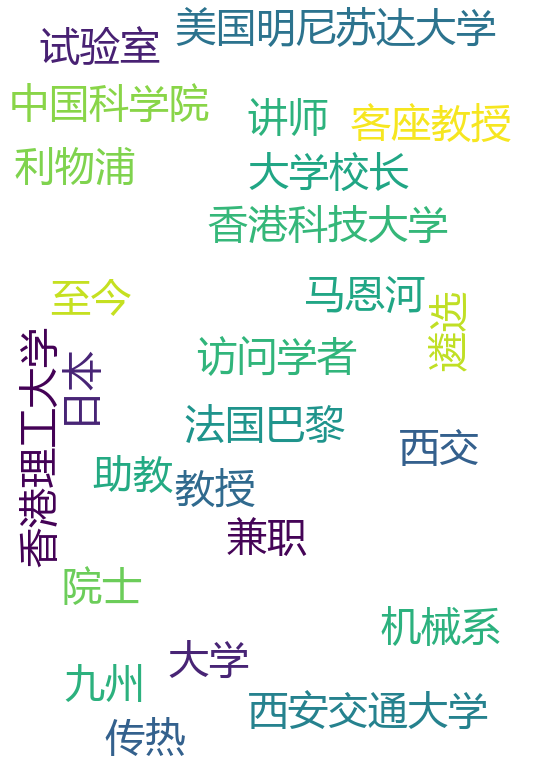 美国明尼苏达大学
试验室
中国科学院
讲师
客座教授
利物浦
大学校长
香港科技大学
至今
马恩河
遴选
访问学者
香港理工大学
日本
法国巴黎
西交
助教
教授
兼职
院士
机械系
大学
九州
西安交通大学
传热